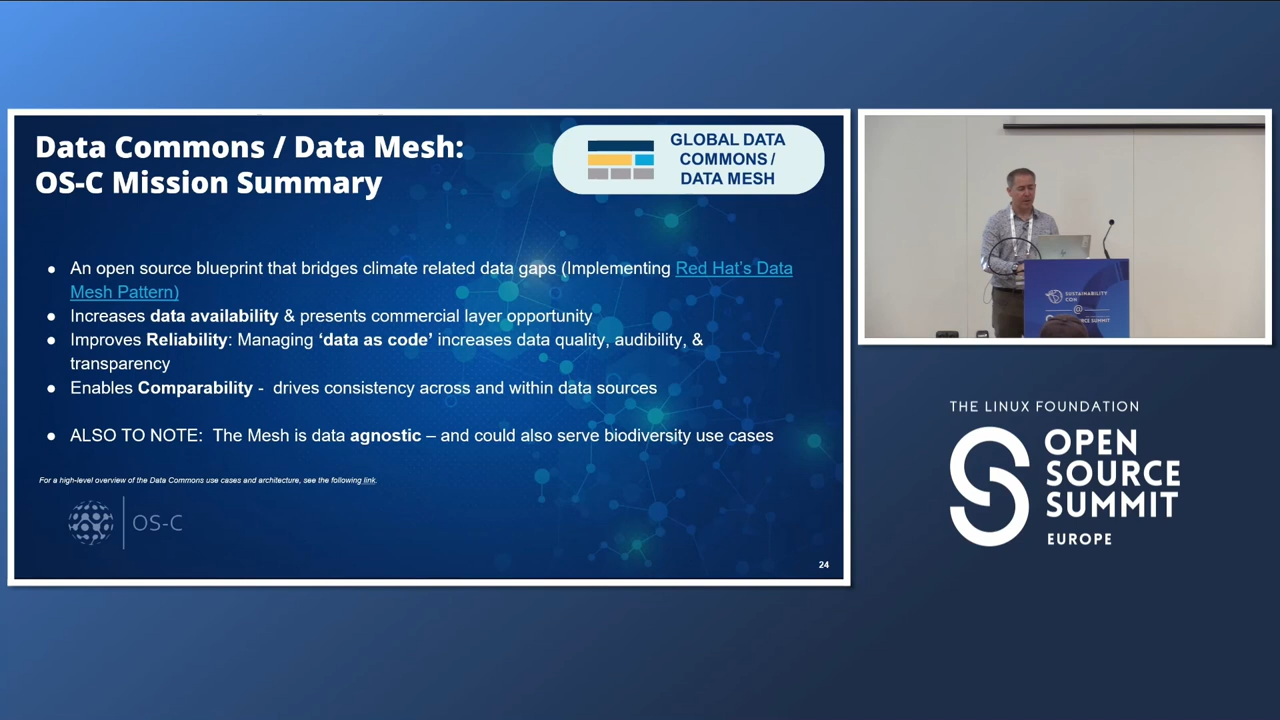 Data Commons / Data Mesh:
OS-C Mission Summary
GLOBAL DATA
COMMONS /
DATA MESH
● An open source blueprint that bridges climate related data gaps (Implementing Red Hat's Data
Mesh Pattern)
● Increases data availability & presents commercial layer opportunity
● Improves Reliability: Managing 'data as code' increases data quality, audibility, &
transparency
● Enables Comparability - drives consistency across and within data sources
● ALSO TO NOTE: The Mesh is data agnostic – and could also serve biodiversity use cases
For a high-level overview of the Data Commons use cases and architecture, see the following link.
OS-C
24
SUSTAINABILITY
CON
@
SOURCE SUMMIT
THE LINUX FOUNDATION
OPEN
SOURCE
SUMMIT
EUROPE